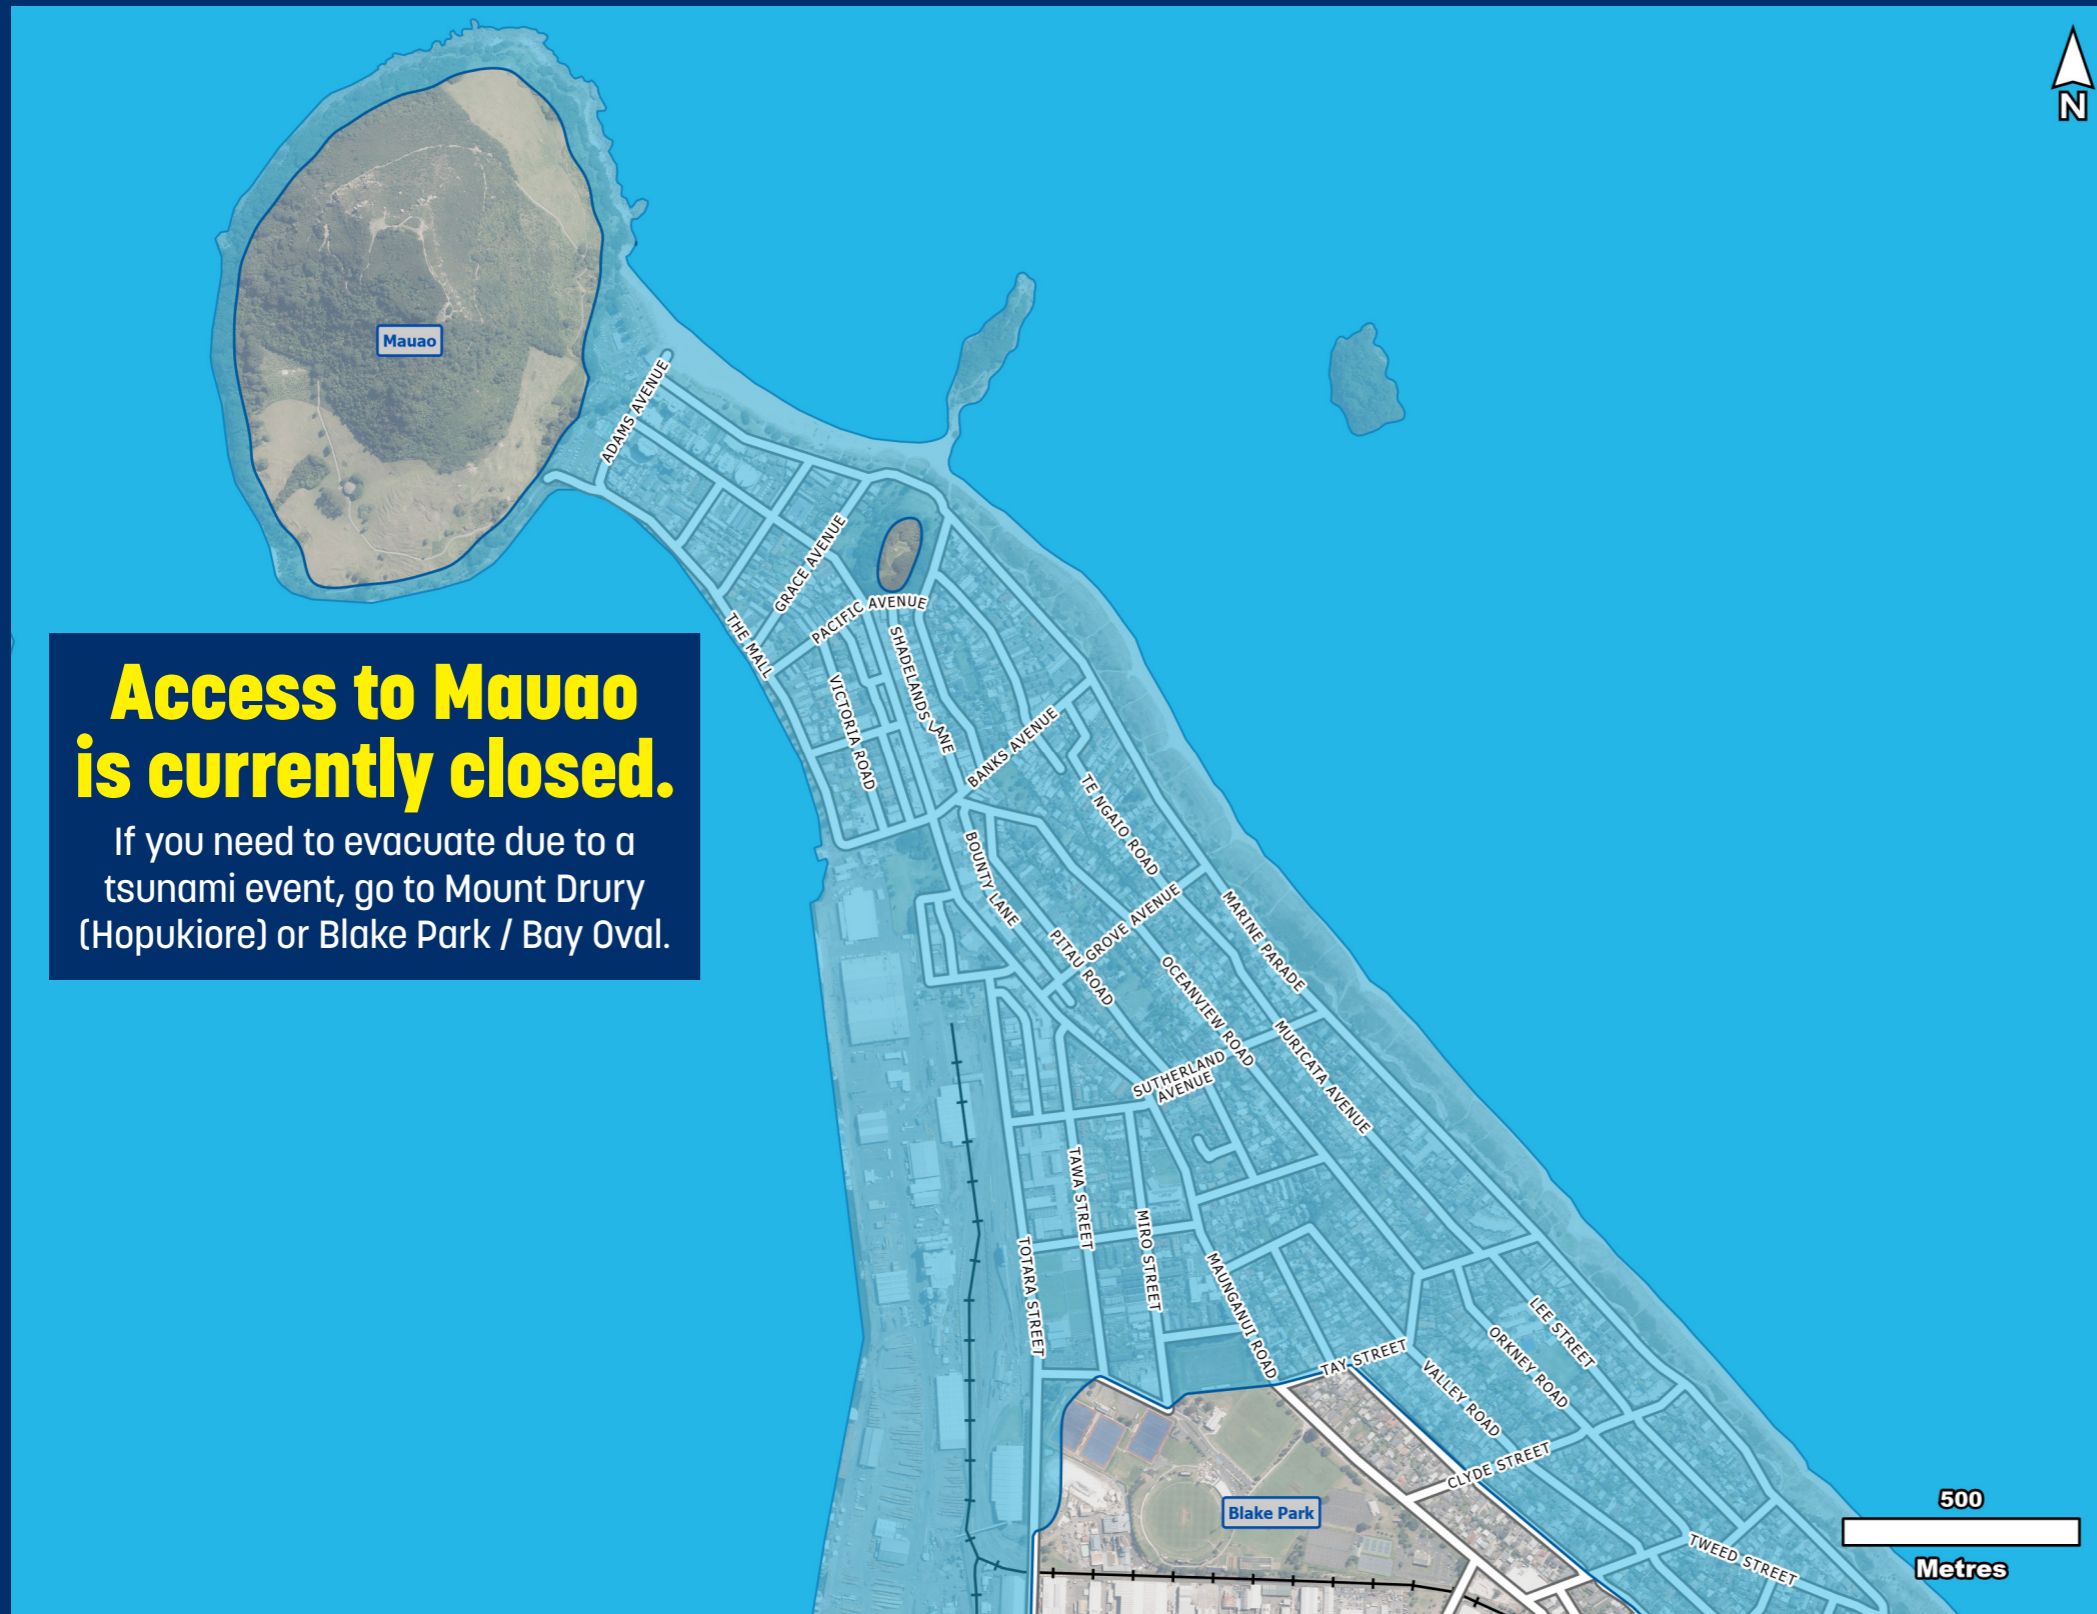 N
Mauao
ADAMS AVENUE
GRACE AVENUE
PACIFIC AVENUE
THE MALL
SHADELANDS LANE
VICTORIA ROAD
Access to Mauao
is currently closed.
If you need to evacuate due to a
tsunami event, go to Mount Drury
(Hopukiore) or Blake Park / Bay Oval.
BANKS AVENUE
TE NGAIO ROAD
BOUNTY LANE
GROVE AVENUE
MARINE PARADE
PITAU ROAD
OCEANVIEW ROAD
MURICATA AVENUE
SUTHERLAND
AVENUE
TAWA STREET
MIRO STREET
TOTARA STREET
MAUNGANUI ROAD
LEE STREET
ORKNEY ROAD
TAY STREET
VALLEY ROAD
CLYDE STREET
Blake Park
TWEED STREET
500
Metres